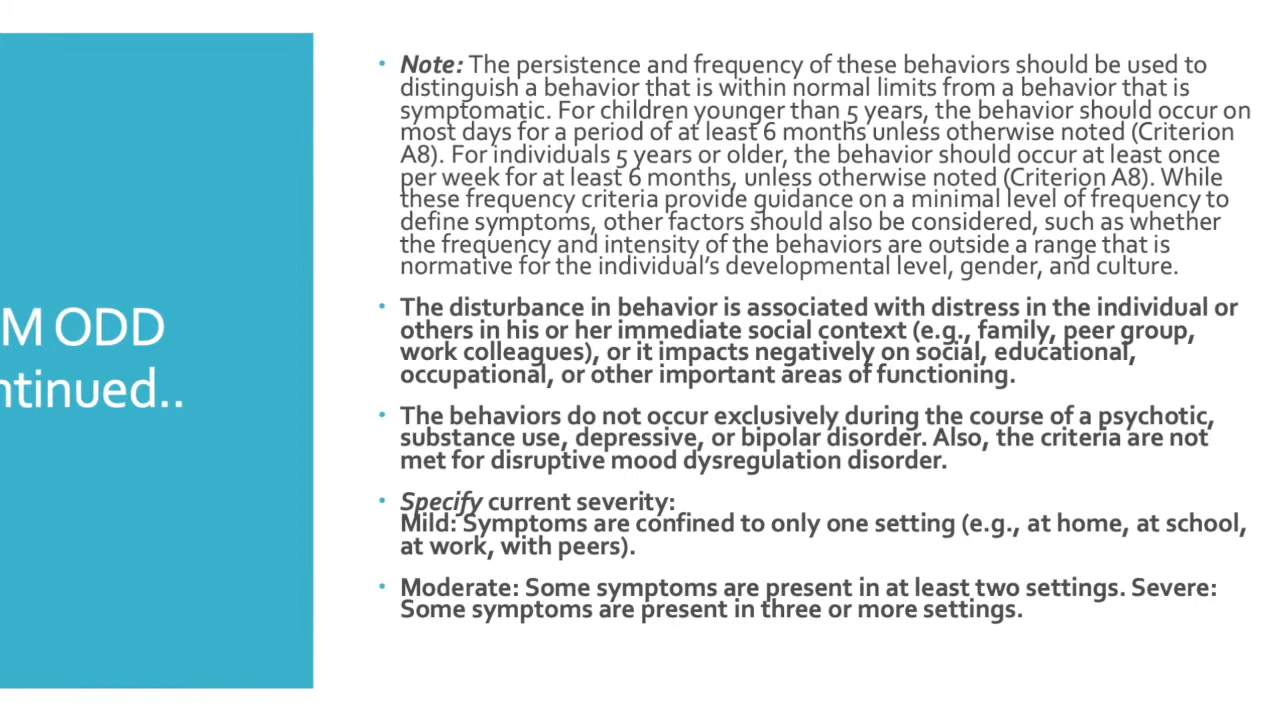 M ODD
ntinued..
• Note: The persistence and frequency of these behaviors should be used to
distinguish a behavior that is within normal limits from a behavior that is
symptomatic. For children younger than 5 years, the behavior should occur on
most days for a period of at least 6 months unless otherwise noted (Criterion
A8). For individuals 5 years or older, the behavior should occur at least once
per week for at least 6 months, unless otherwise noted (Criterion A8). While
these frequency criteria provide guidance on a minimal level of frequency to
define symptoms, other factors should also be considered, such as whether
the frequency and intensity of the behaviors are outside a range that is
normative for the individual's developmental level, gender, and culture.
• The disturbance in behavior is associated with distress in the individual or
others in his or her immediate social context (e.g., family, peer group,
work colleagues), or it impacts negatively on social, educational,
occupational, or other important areas of functioning.
• The behaviors do not occur exclusively during the course of a psychotic,
substance use, depressive, or bipolar disorder. Also, the criteria are not
met for disruptive mood dysregulation disorder.
• Specify current severity:
Mild: Symptoms are confined to only one setting (e.g., at home, at school,
at work, with peers).
• Moderate: Some symptoms are present in at least two settings. Severe:
Some symptoms are present in three or more settings.